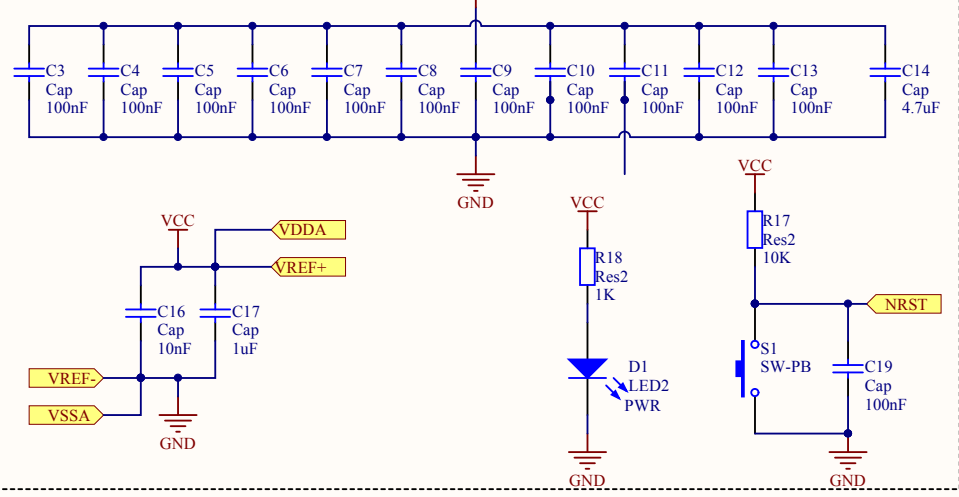 C3 C4 C5 C6 C7 C8 C9 C10 C11 C12 C13 C14
Cap Cap Cap Cap Cap Cap Cap Cap Cap Cap Cap Cap
100nF 100nF 100nF 100nF 100nF 100nF 100nF 100nF 100nF 100nF 100nF 4.7uF
GND
VCC
VDDA
VREF+
C16 C17
Cap Cap
10nF 1uF
VREF-
VSSA
GND
VCC
R18
Res2
1K
D1
LED2
PWR
GND
VCC
R17
Res2
10K
NRST
S1
SW-PB
C19
Cap
100nF
GND